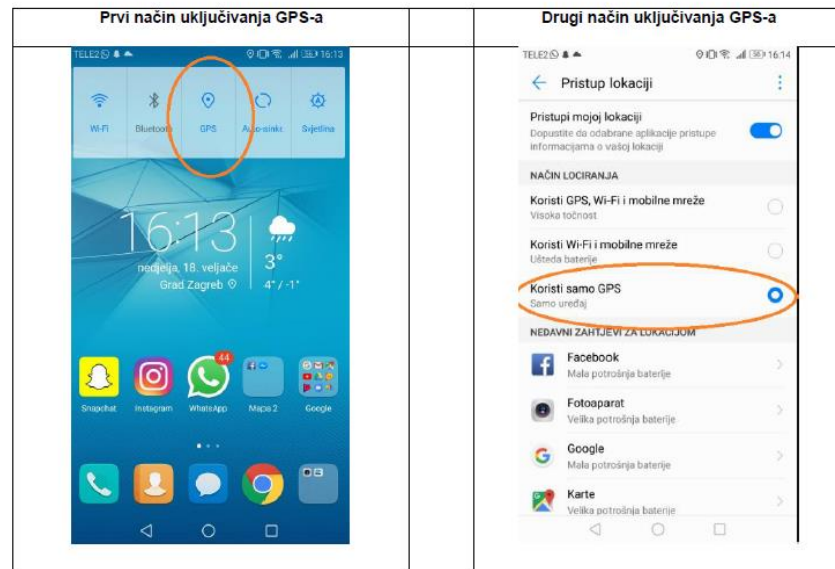 Prvi način uključivanja GPS-a
Drugi način uključivanja GPS-a
TELE2
16:13
Wi-Fi
Bluetooth
GPS
Auto-sinkr.
Svjetlina
16:13
nedjelja, 18. veljače
Grad Zagreb
3°
4°/-1°
44
Snapchat
Instagram
WhatsApp
Mapa 2
Google
TELE2
16:14
Pristup lokaciji
Pristupi mojoj lokaciji
Dopustite da odabrane aplikacije pristupe
informacijama o vašoj lokaciji
NAČIN LOCIRANJA
Koristi GPS, Wi-Fi i mobilne mreže
Visoka točnost
Koristi Wi-Fi i mobilne mreže
Ušteda baterije
Koristi samo GPS
Samo uređaj
NEDAVNI ZAHTJEVI ZA LOKACIJOM
Facebook
Mala potrošnja baterije
Fotoaparat
Velika potrošnja baterije
Google
Mala potrošnja baterije
Karte
Velika potrošnja baterije